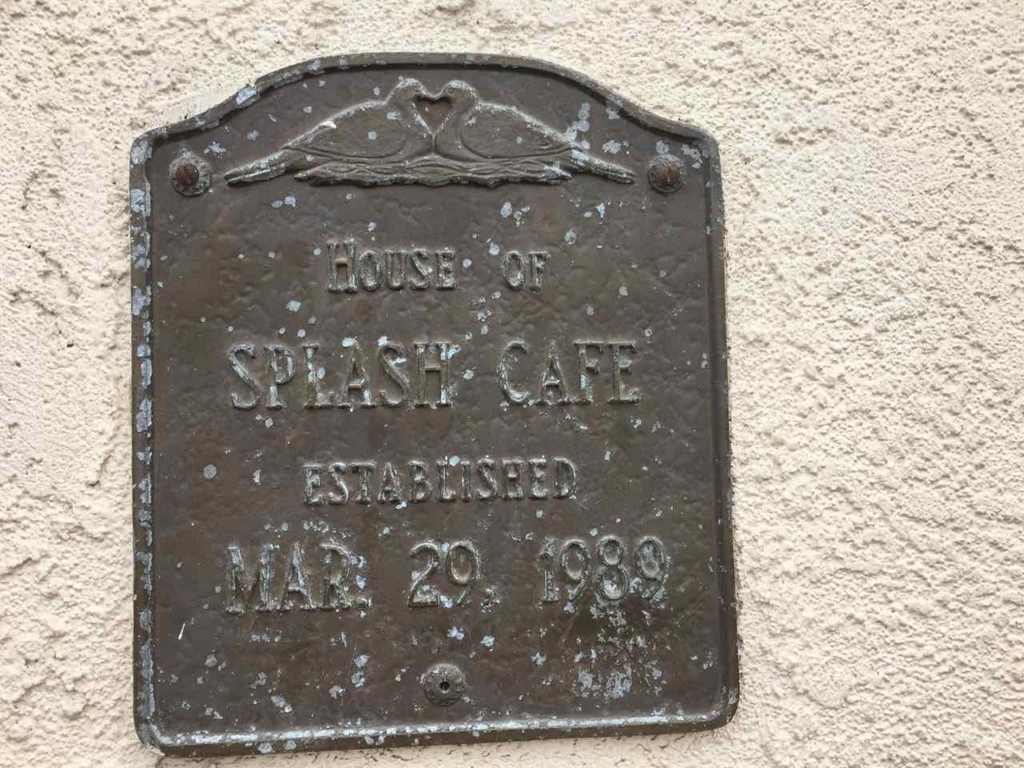 HOUSE OF
SPLASH CAFE
ESTABLISHED
MAR. 29, 1989